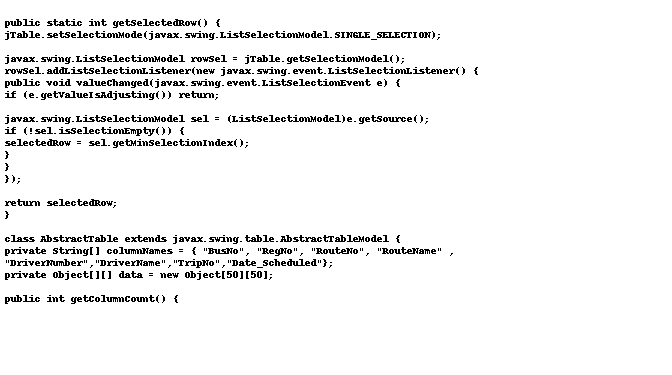 public static int getSelectedRow() {
jTable.setSelectionMode(javax.swing.ListSelectionModel.SINGLE_SELECTION);
javax.swing.ListSelectionModel rowSel = jTable.getSelectionModel();
rowSel.addListSelectionListener(new javax.swing.event.ListSelectionListener() {
public void valueChanged(javax.swing.event.ListSelectionEvent e) {
if (e.getValueIsAdjusting()) return;
javax.swing.ListSelectionModel sel = (ListSelectionModel)e.getSource();
if (!sel.isSelectionEmpty()) {
selectedRow = sel.getMinSelectionIndex();
}
}
});
return selectedRow;
}
class AbstractTable extends javax.swing.table.AbstractTableModel {
private String[] columnNames = { "BusNo", "RegNo", "RouteNo", "RouteName" ,
"DriverNumber","DriverName","TripNo","Date_Scheduled"};
private Object[][] data = new Object[50][50];
public int getColumnCount() {